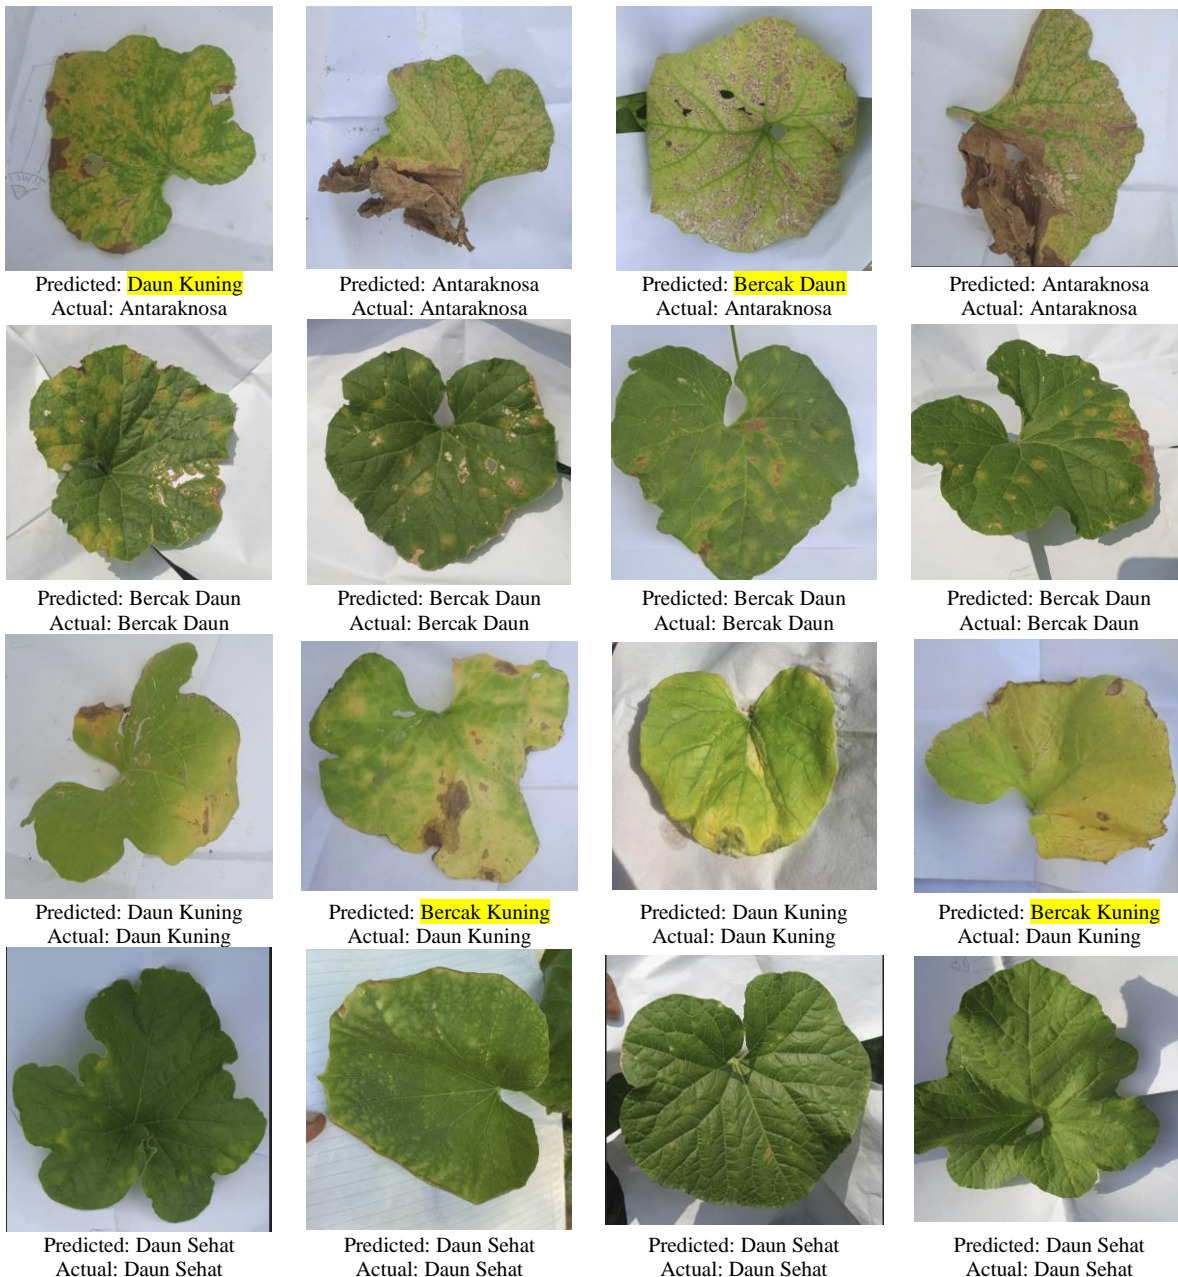 Predicted: Daun Kuning
Actual: Antaraknosa
Predicted: Antaraknosa
Actual: Antaraknosa
Predicted: Bercak Daun
Actual: Antaraknosa
Predicted: Antaraknosa
Actual: Antaraknosa
Predicted: Bercak Daun
Actual: Bercak Daun
Predicted: Bercak Daun
Actual: Bercak Daun
Predicted: Bercak Daun
Actual: Bercak Daun
Predicted: Bercak Daun
Actual: Bercak Daun
Predicted: Daun Kuning
Actual: Daun Kuning
Predicted: Bercak Kuning
Actual: Daun Kuning
Predicted: Daun Kuning
Actual: Daun Kuning
Predicted: Bercak Kuning
Actual: Daun Kuning
Predicted: Daun Sehat
Actual: Daun Sehat
Predicted: Daun Sehat
Actual: Daun Sehat
Predicted: Daun Sehat
Actual: Daun Sehat
Predicted: Daun Sehat
Actual: Daun Sehat